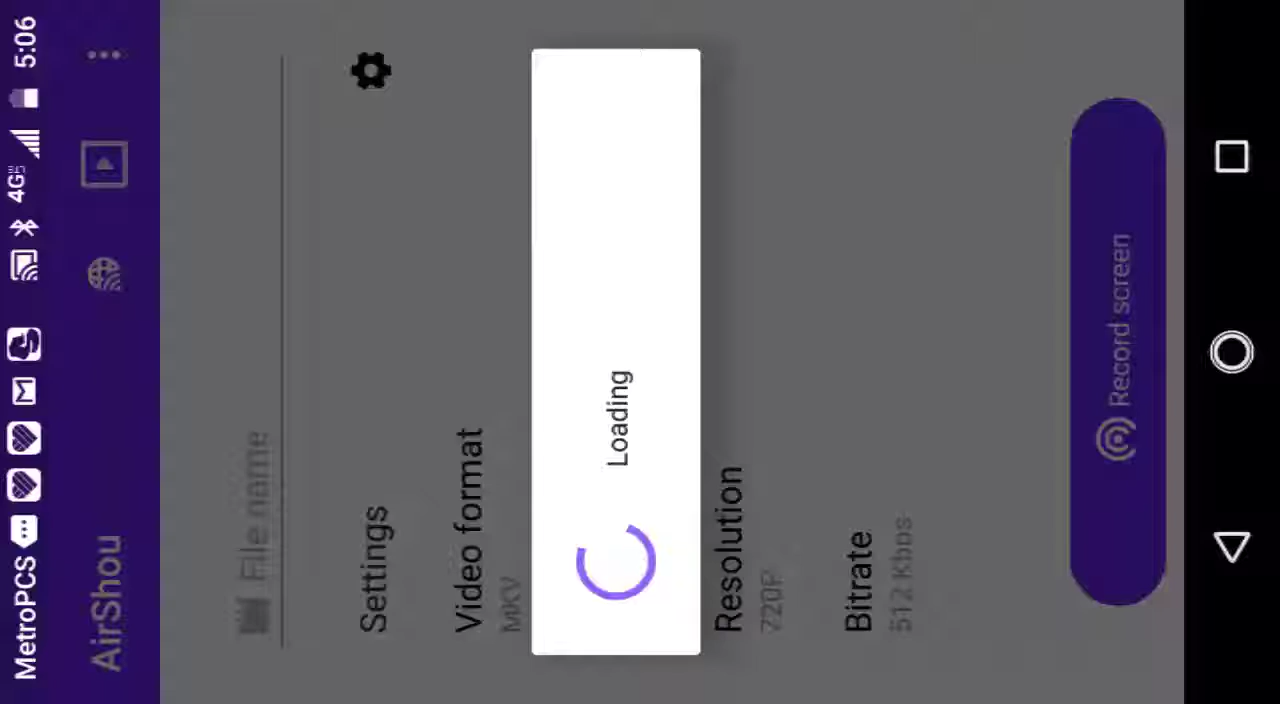 MetroPCS 4G 5:06
AirShou
File name
Settings
Video format
MKV
Loading
Resolution
720P
Bitrate
512 Kbps
Record screen